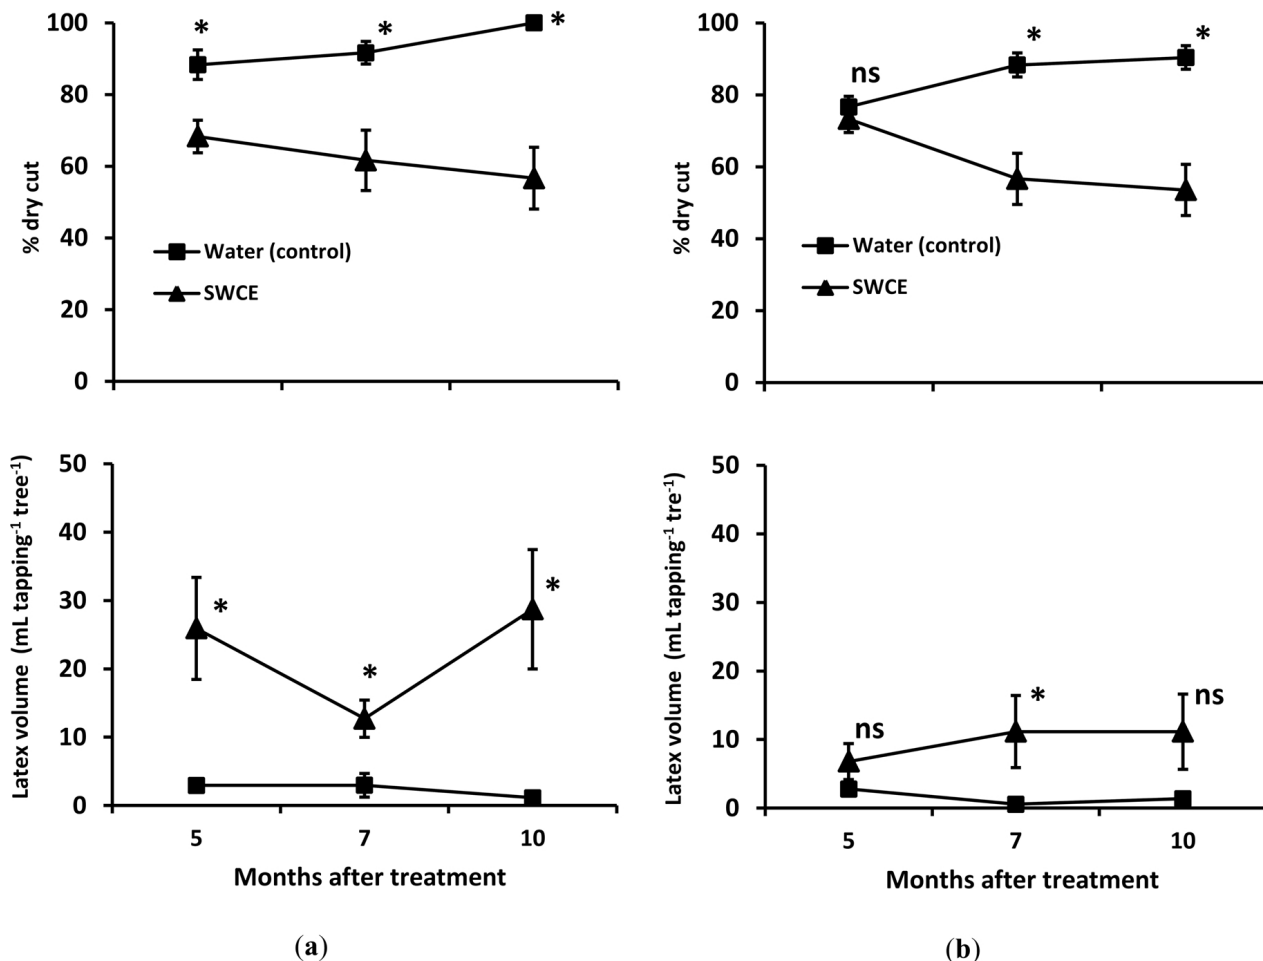 100
80
60
40
20
0
% dry cut
*
*
*
Water (control)
SWCE
100
80
60
40
20
0
% dry cut
ns
*
*
Water (control)
SWCE
50
40
30
20
10
0
Latex volume (mL tapping⁻¹ tree⁻¹)
*
*
*
5 7 10
Months after treatment
(a)
50
40
30
20
10
0
Latex volume (mL tapping⁻¹ tre⁻¹)
ns
*
ns
5 7 10
Months after treatment
(b)